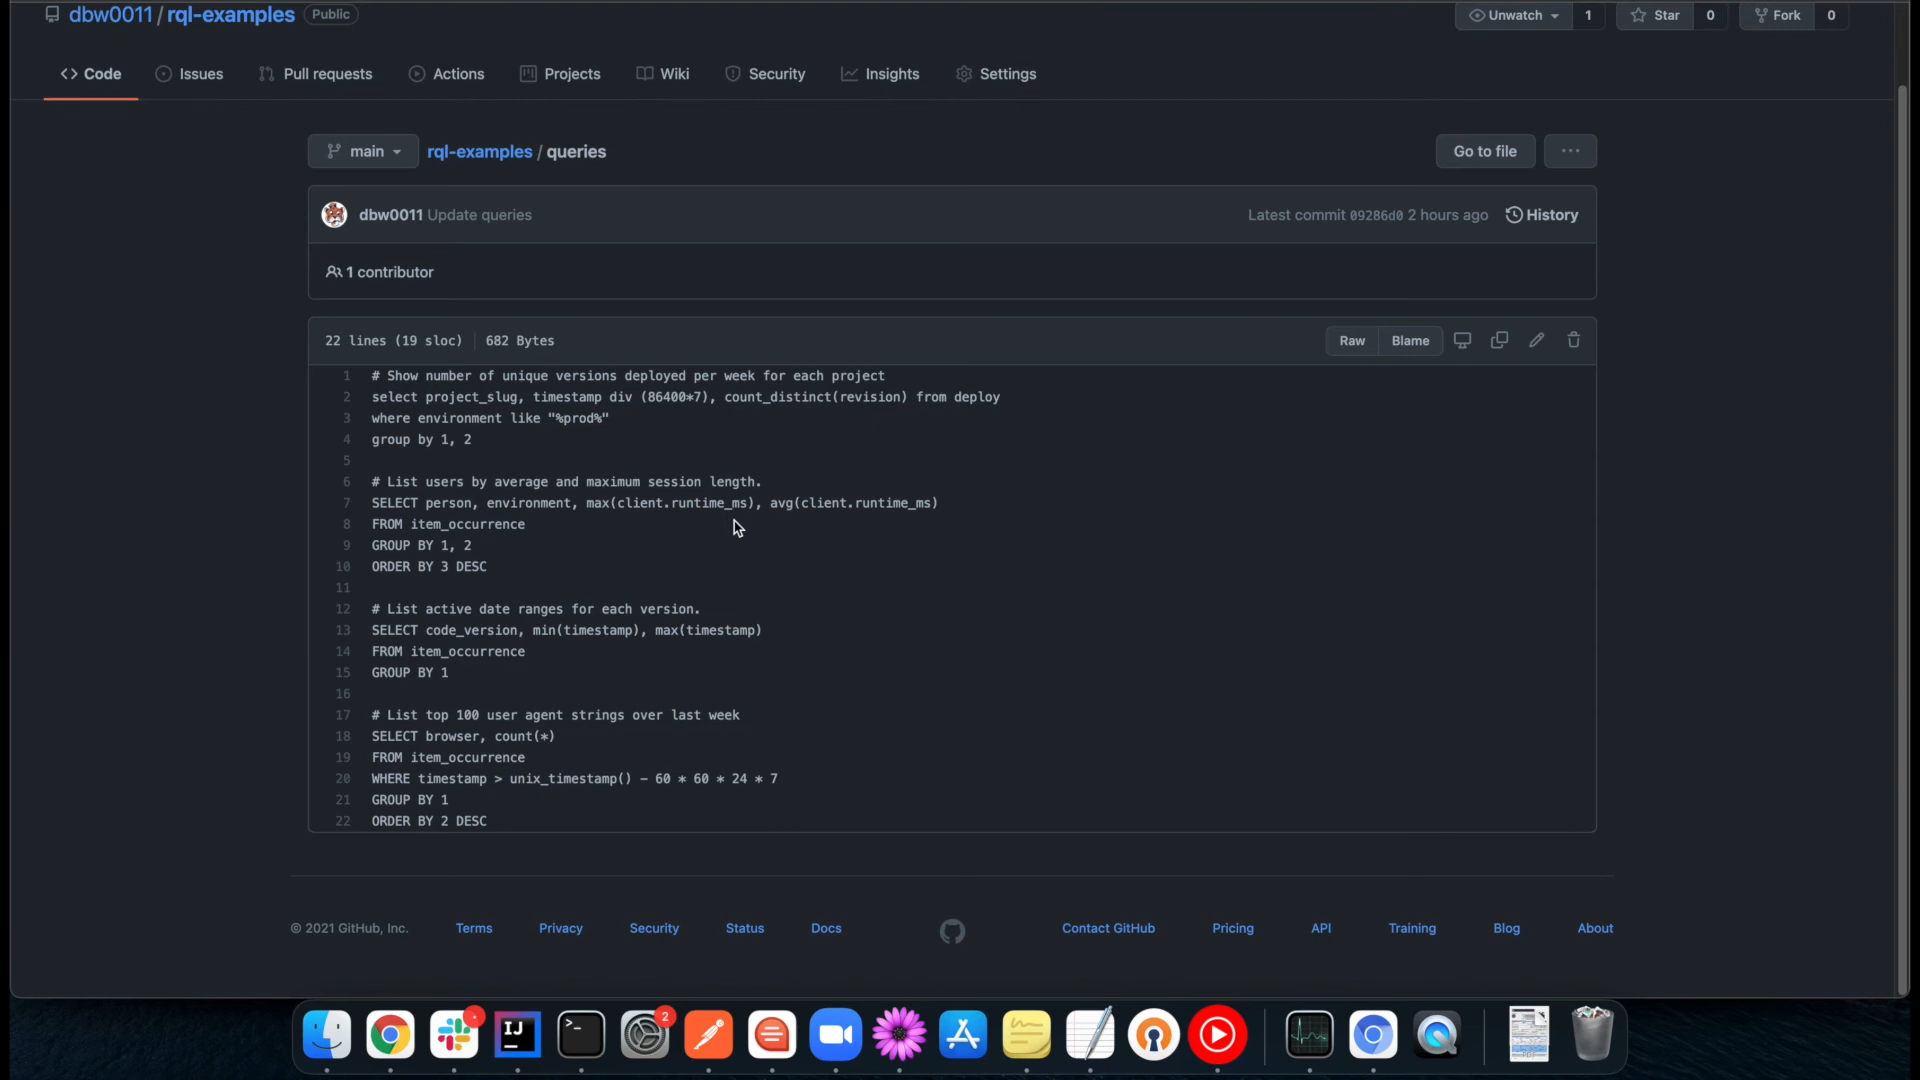 dbw0011 / rql-examples Public
Unwatch 1 Star 0 Fork 0
Code Issues Pull requests Actions Projects Wiki Security Insights Settings
main rql-examples / queries Go to file ...
dbw0011 Update queries Latest commit 09286d0 2 hours ago History
1 contributor
22 lines (19 sloc) 682 Bytes Raw Blame
1 # Show number of unique versions deployed per week for each project
2 select project_slug, timestamp div (86400*7), count_distinct(revision) from deploy
3 where environment like "%prod%"
4 group by 1, 2
5
6 # List users by average and maximum session length.
7 SELECT person, environment, max(client.runtime_ms), avg(client.runtime_ms)
8 FROM item_occurrence
9 GROUP BY 1, 2
10 ORDER BY 3 DESC
11
12 # List active date ranges for each version.
13 SELECT code_version, min(timestamp), max(timestamp)
14 FROM item_occurrence
15 GROUP BY 1
16
17 # List top 100 user agent strings over last week
18 SELECT browser, count(*)
19 FROM item_occurrence
20 WHERE timestamp > unix_timestamp() - 60 * 60 * 24 * 7
21 GROUP BY 1
22 ORDER BY 2 DESC
© 2021 GitHub, Inc. Terms Privacy Security Status Docs Contact GitHub Pricing API Training Blog About
IJ >_ 2